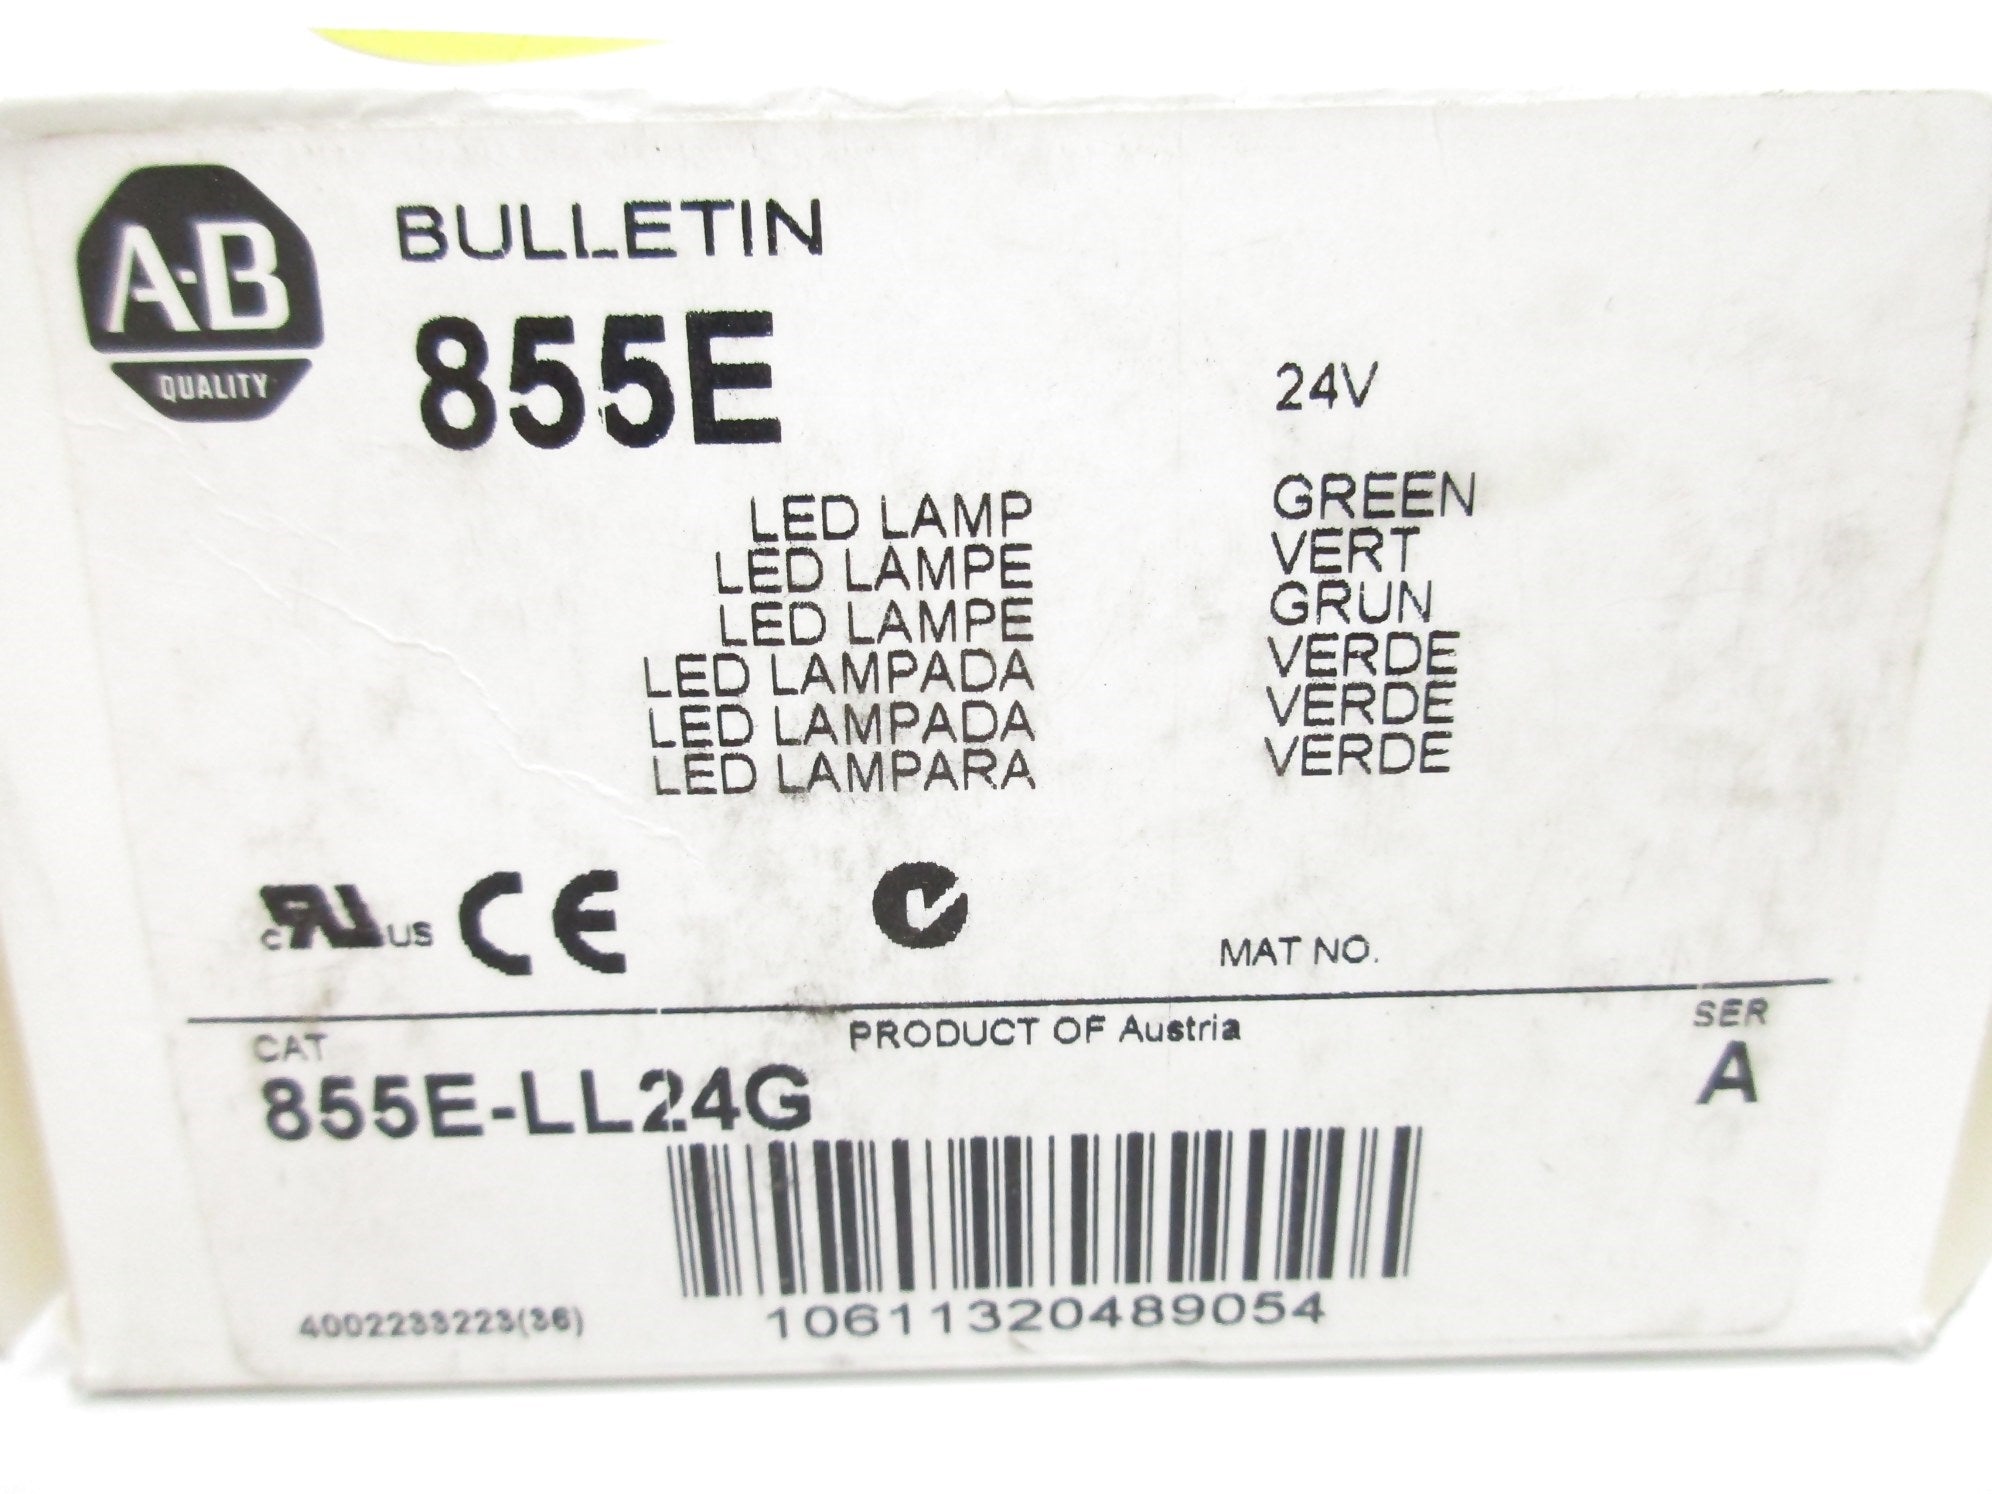 A-B
QUALITY
BULLETIN
855E
24V
LED LAMP GREEN
LED LAMPE VERT
LED LAMPE GRUN
LED LAMPADA VERDE
LED LAMPADA VERDE
LED LAMPARA VERDE
c RU US CE
MAT NO.
CAT PRODUCT OF Austria SER
855E-LL24G A
4002233223(36) 10611320489054